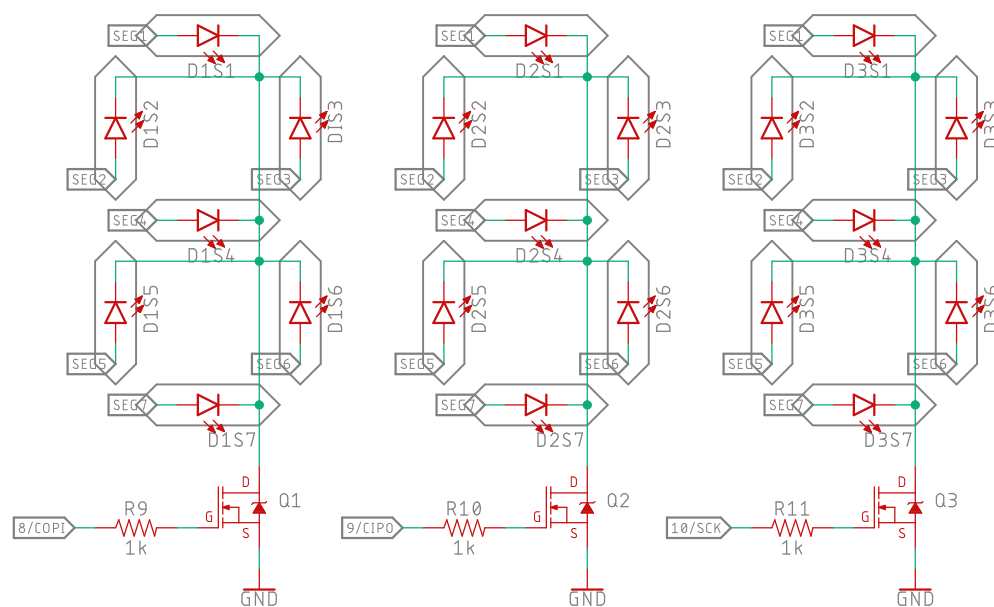 SEG1 SEG1 SEG1
D1S1 D2S1 D3S1
D1S2 DIS3 D2S2 D2S3 D3S2 D3S3
SEG2 SEG3 SEG2 SEG3 SEG2 SEG3
SEG4 SEG4 SEG4
D1S4 D2S4 D3S4
D1S5 D1S6 D2S5 D2S6 D3S5 D3S6
SEG5 SEG6 SEG5 SEG6 SEG5 SEG6
SEG7 SEG7 SEG7
D1S7 D2S7 D3S7
D D D
R9 Q1 R10 Q2 R11 Q3
G G G
8/COPI 9/CIPO 10/SCK
S S S
1k 1k 1k
GND GND GND